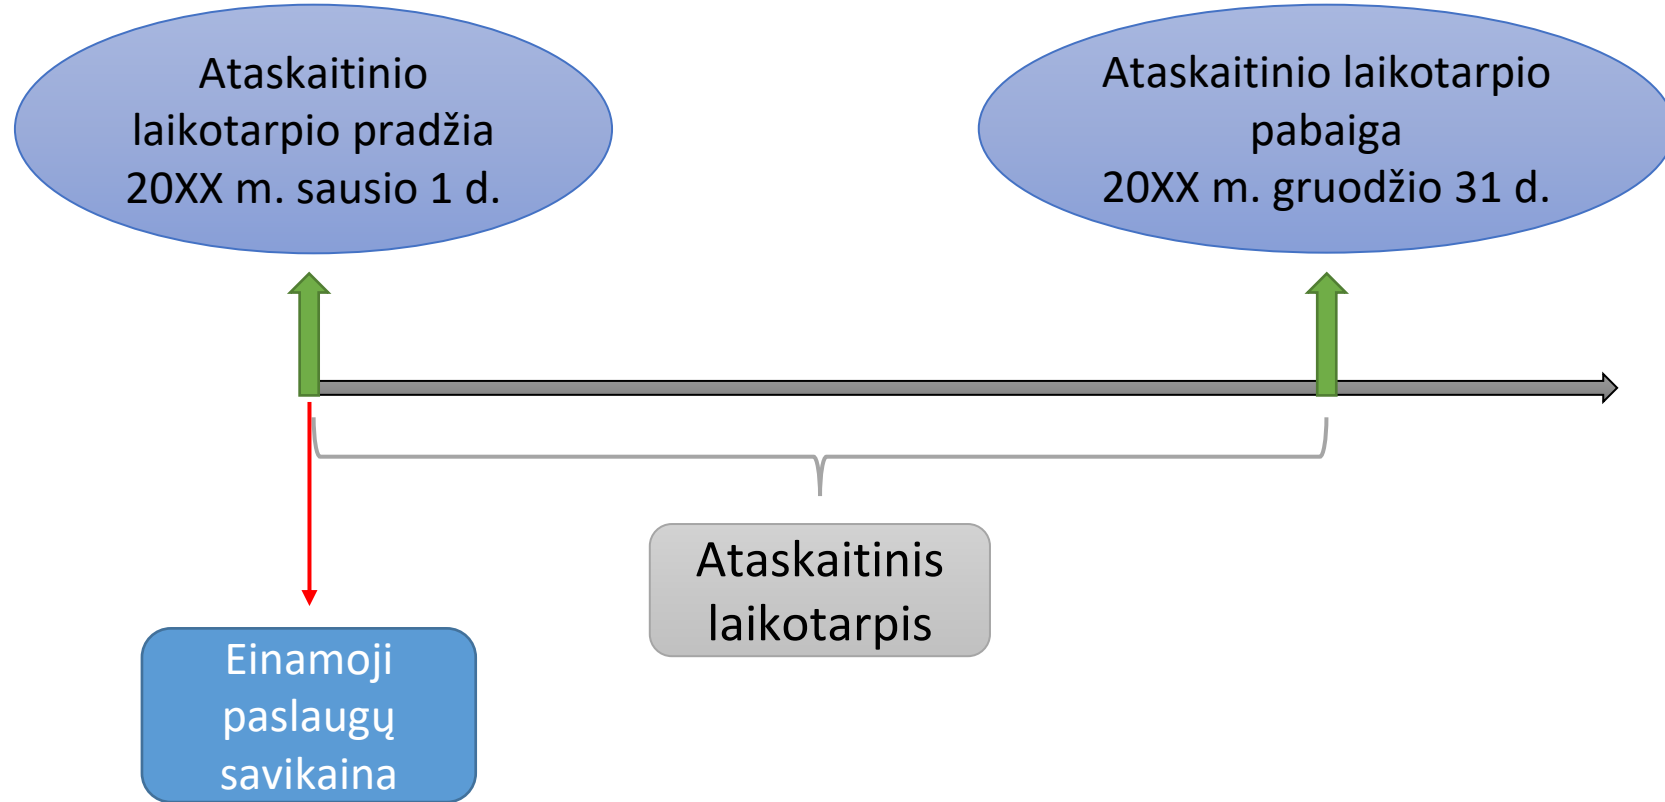 Ataskaitinio
laikotarpio pradžia
20XX m. sausio 1 d.
Ataskaitinio laikotarpio
pabaiga
20XX m. gruodžio 31 d.
Ataskaitinis
laikotarpis
Einamoji
paslaugų
savikaina